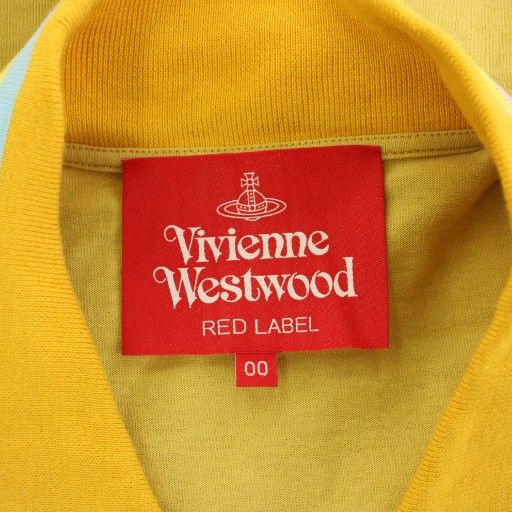 Vivienne
Westwood
RED LABEL
00